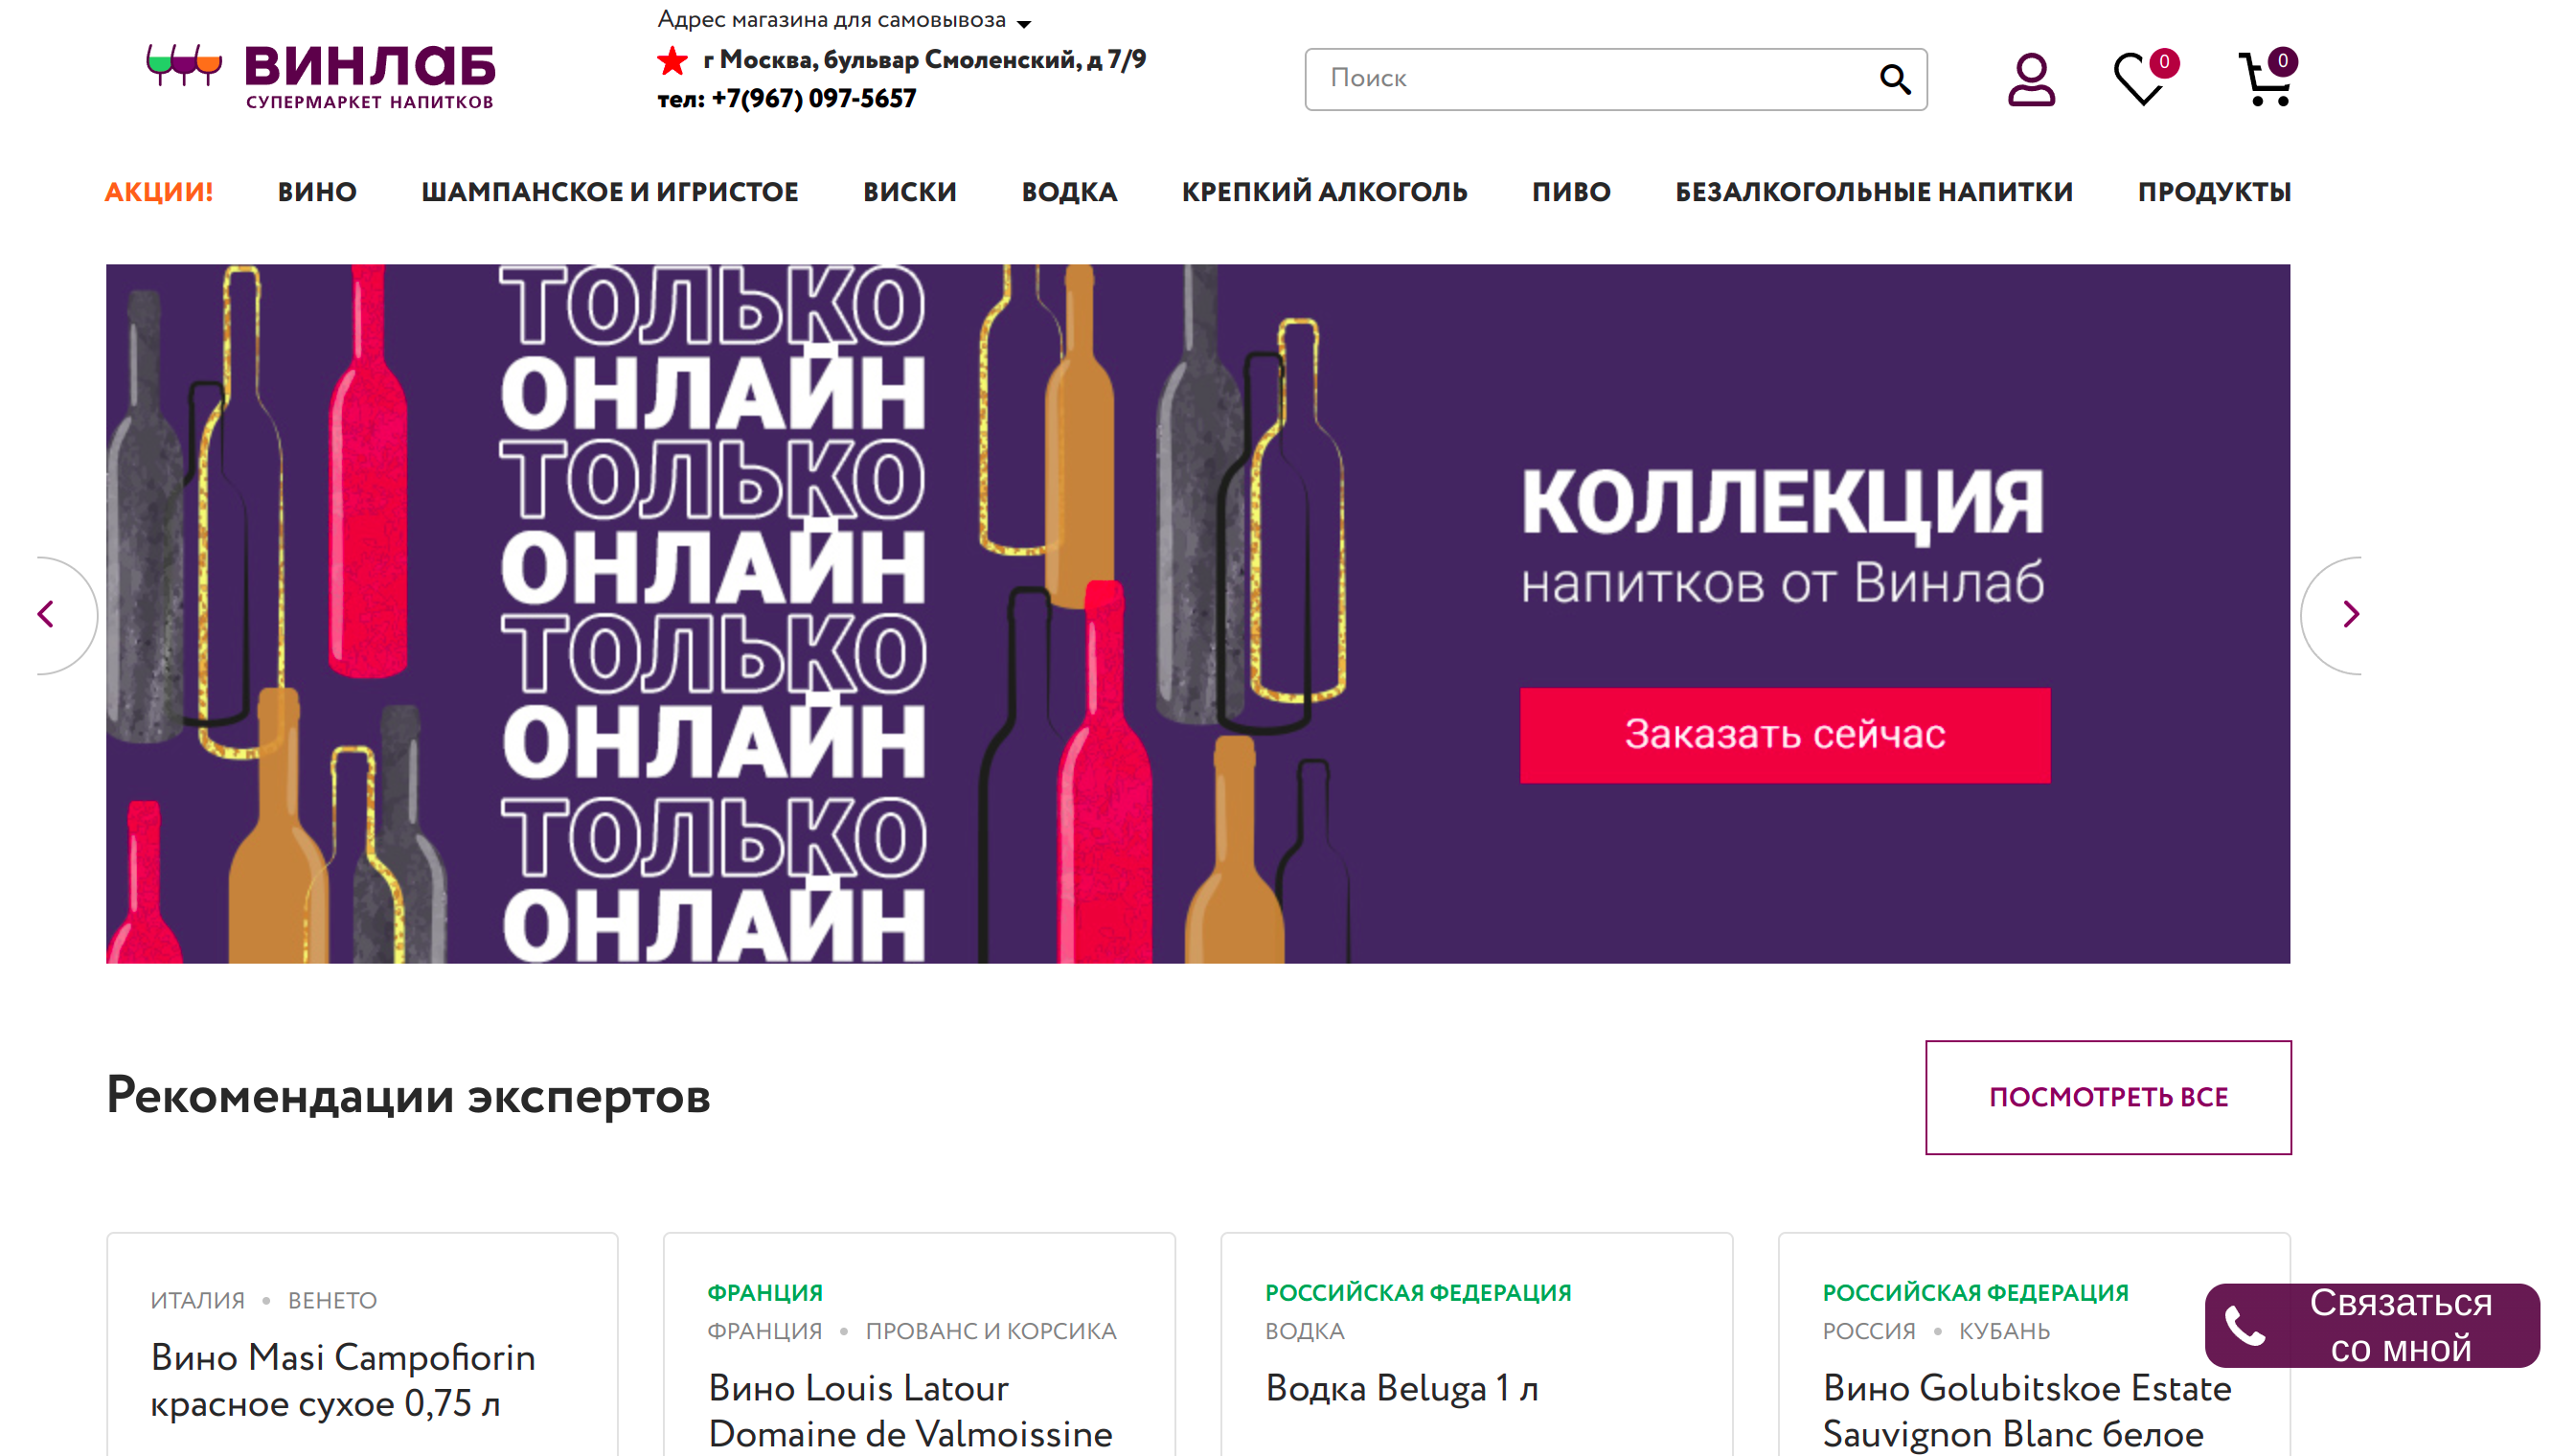 Адрес магазина для самовывоза
ВИНЛАБ
СУПЕРМАРКЕТ НАПИТКОВ
г Москва, бульвар Смоленский, д 7/9
тел: +7(967) 097-5657
Поиск
0
0
АКЦИИ! ВИНО ШАМПАНСКОЕ И ИГРИСТОЕ ВИСКИ ВОДКА КРЕПКИЙ АЛКОГОЛЬ ПИВО БЕЗАЛКОГОЛЬНЫЕ НАПИТКИ ПРОДУКТЫ
ТОЛЬКО
ОНЛАЙН
ТОЛЬКО
ОНЛАЙН
ТОЛЬКО
ОНЛАЙН
ТОЛЬКО
ОНЛАЙН
КОЛЛЕКЦИЯ
напитков от Винлаб
Заказать сейчас
Рекомендации экспертов
ПОСМОТРЕТЬ ВСЕ
ИТАЛИЯ • ВЕНЕТО
Вино Masi Campofiorin
красное сухое 0,75 л
ФРАНЦИЯ
ФРАНЦИЯ • ПРОВАНС И КОРСИКА
Вино Louis Latour
Domaine de Valmoissine
РОССИЙСКАЯ ФЕДЕРАЦИЯ
ВОДКА
Водка Beluga 1 л
РОССИЙСКАЯ ФЕДЕРАЦИЯ
РОССИЯ • КУБАНЬ
Вино Golubitskoe Estate
Sauvignon Blanc белое
Связаться
со мной